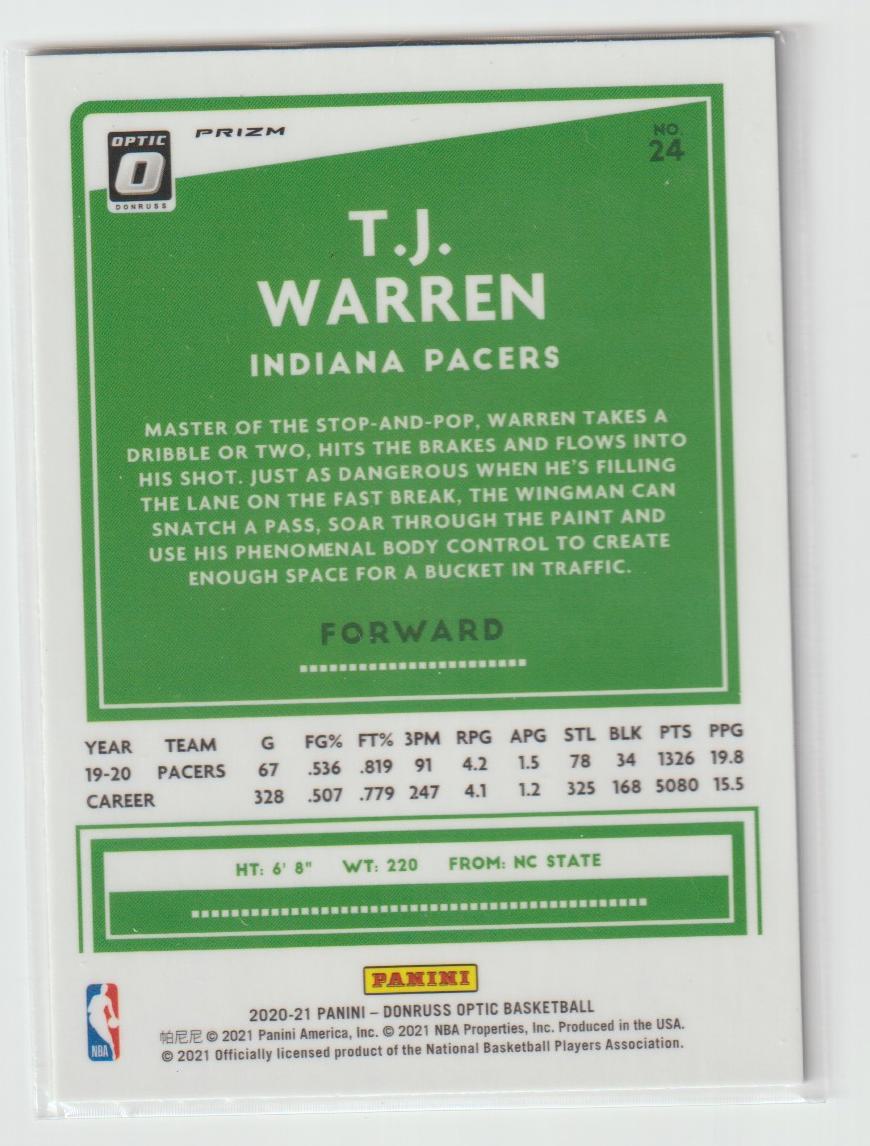 OPTIC
DONRUSS
PRIZM
NO.
24
T.J.
WARREN
INDIANA PACERS
MASTER OF THE STOP-AND-POP, WARREN TAKES A
DRIBBLE OR TWO, HITS THE BRAKES AND FLOWS INTO
HIS SHOT. JUST AS DANGEROUS WHEN HE'S FILLING
THE LANE ON THE FAST BREAK, THE WINGMAN CAN
SNATCH A PASS, SOAR THROUGH THE PAINT AND
USE HIS PHENOMENAL BODY CONTROL TO CREATE
ENOUGH SPACE FOR A BUCKET IN TRAFFIC.
FORWARD
YEAR TEAM G FG% FT% 3PM RPG APG STL BLK PTS PPG
19-20 PACERS 67 .536 .819 91 4.2 1.5 78 34 1326 19.8
CAREER 328 .507 .779 247 4.1 1.2 325 168 5080 15.5
HT: 6' 8" WT: 220 FROM: NC STATE
PANINI
NBA
2020-21 PANINI – DONRUSS OPTIC BASKETBALL
帕尼尼 © 2021 Panini America, Inc. © 2021 NBA Properties, Inc. Produced in the USA.
© 2021 Officially licensed product of the National Basketball Players Association.